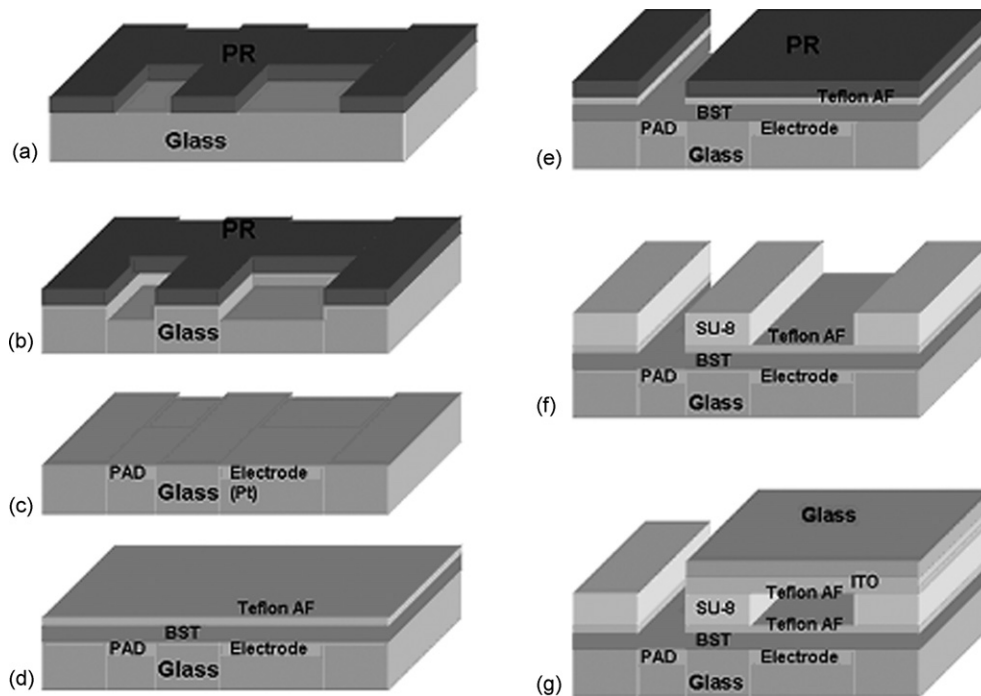 PR
Glass
(a)
PR
Glass
(b)
PAD
Electrode
Glass
(Pt)
(c)
Teflon AF
BST
PAD
Electrode
Glass
(d)
PR
Teflon AF
BST
PAD
Electrode
Glass
(e)
SU-8
Teflon AF
BST
PAD
Electrode
Glass
(f)
Glass
ITO
Teflon AF
SU-8
Teflon AF
BST
PAD
Electrode
Glass
(g)